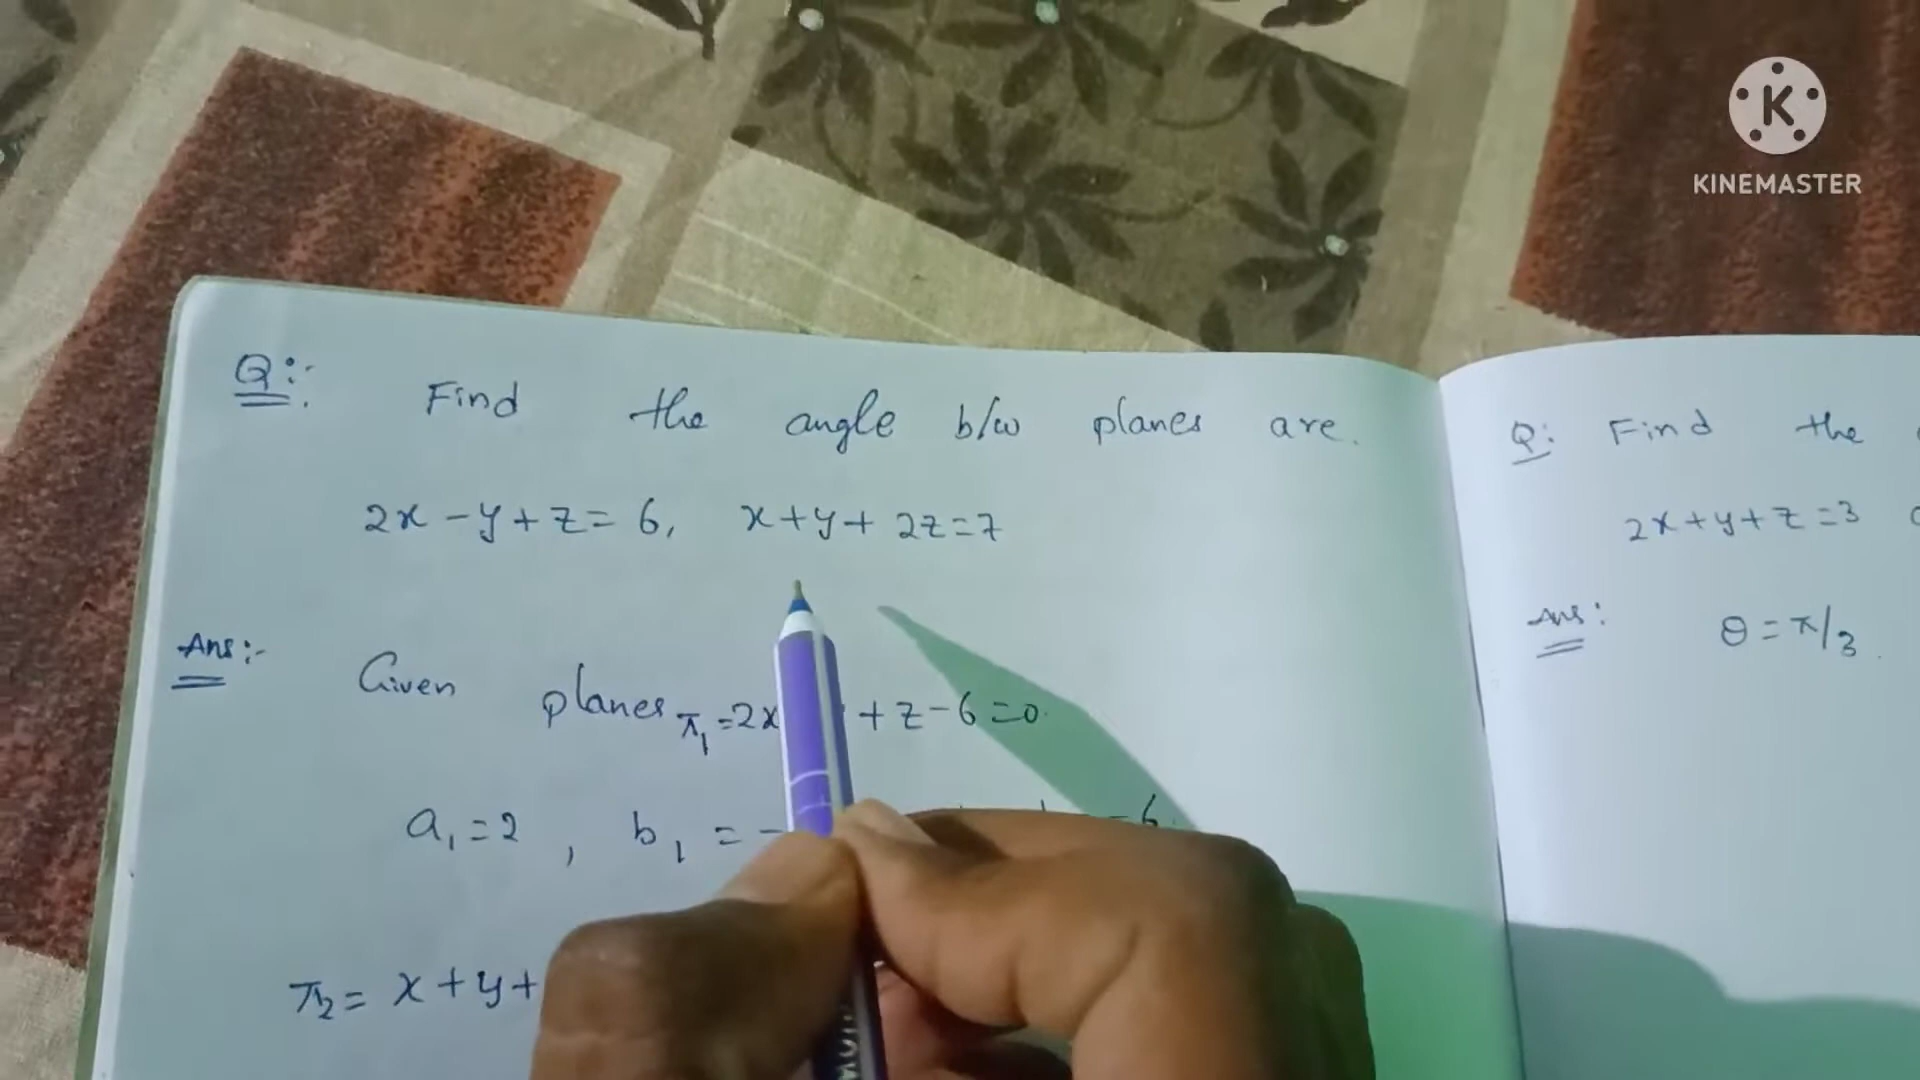 Q:- Find the angle b/w planes are.
2x-y+z=6, x+y+2z=7
Ans:- Given planes π₁=2x +z-6=0.
a₁=2, b₁=- -6
π₂= x+y+
Q: Find the
2x+y+z=3
Ans: θ=π/3.
K
KINEMASTER